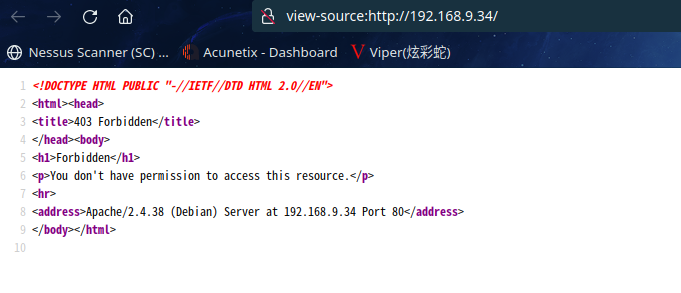 view-source:http://192.168.9.34/
Nessus Scanner (SC) ... Acunetix - Dashboard Viper(炫彩蛇)
1 <!DOCTYPE HTML PUBLIC "-//IETF//DTD HTML 2.0//EN">
2 <html><head>
3 <title>403 Forbidden</title>
4 </head><body>
5 <h1>Forbidden</h1>
6 <p>You don't have permission to access this resource.</p>
7 <hr>
8 <address>Apache/2.4.38 (Debian) Server at 192.168.9.34 Port 80</address>
9 </body></html>
10